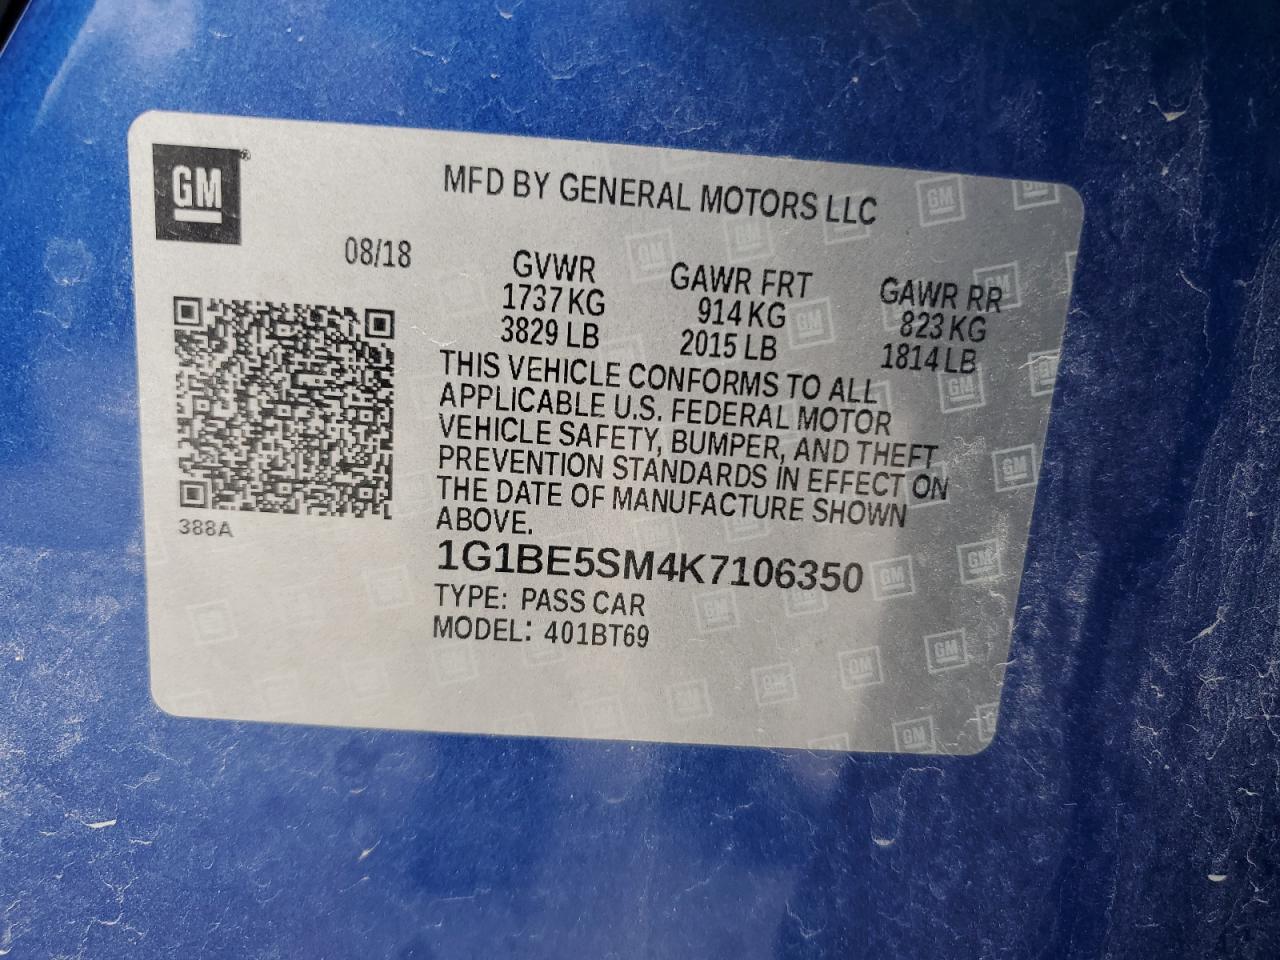 GM
MFD BY GENERAL MOTORS LLC
08/18
GVWR GAWR FRT GAWR RR
1737 KG 914 KG 823 KG
3829 LB 2015 LB 1814 LB
THIS VEHICLE CONFORMS TO ALL
APPLICABLE U.S. FEDERAL MOTOR
VEHICLE SAFETY, BUMPER, AND THEFT
PREVENTION STANDARDS IN EFFECT ON
THE DATE OF MANUFACTURE SHOWN
ABOVE.
388A
1G1BE5SM4K7106350
TYPE: PASS CAR
MODEL: 401BT69